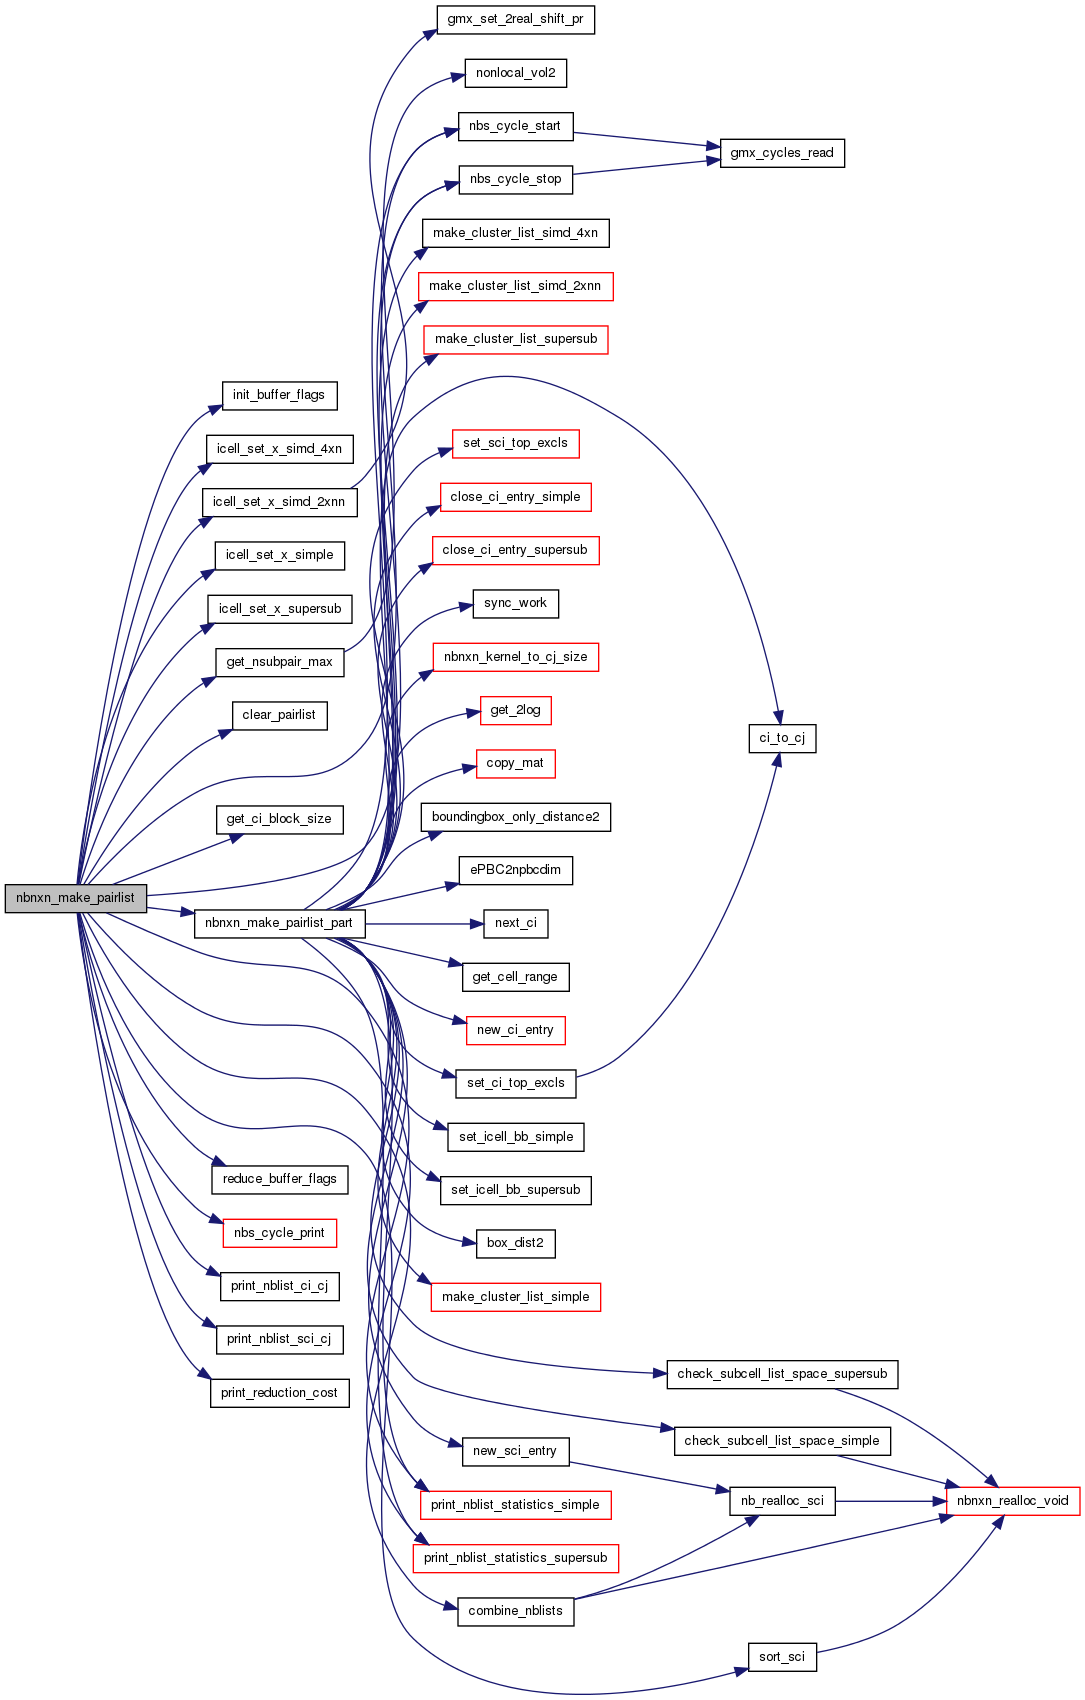 gmx_set_2real_shift_pr
nonlocal_vol2
nbs_cycle_start
gmx_cycles_read
nbs_cycle_stop
make_cluster_list_simd_4xn
make_cluster_list_simd_2xnn
make_cluster_list_supersub
init_buffer_flags
icell_set_x_simd_4xn
set_sci_top_excls
icell_set_x_simd_2xnn
close_ci_entry_simple
icell_set_x_simple
close_ci_entry_supersub
icell_set_x_supersub
sync_work
get_nsubpair_max
nbnxn_kernel_to_cj_size
clear_pairlist
get_2log
ci_to_cj
copy_mat
get_ci_block_size
boundingbox_only_distance2
ePBC2npbcdim
nbnxn_make_pairlist
nbnxn_make_pairlist_part
next_ci
get_cell_range
new_ci_entry
set_ci_top_excls
set_icell_bb_simple
reduce_buffer_flags
set_icell_bb_supersub
nbs_cycle_print
box_dist2
print_nblist_ci_cj
make_cluster_list_simple
print_nblist_sci_cj
check_subcell_list_space_supersub
print_reduction_cost
check_subcell_list_space_simple
new_sci_entry
nb_realloc_sci
nbnxn_realloc_void
print_nblist_statistics_simple
print_nblist_statistics_supersub
combine_nblists
sort_sci